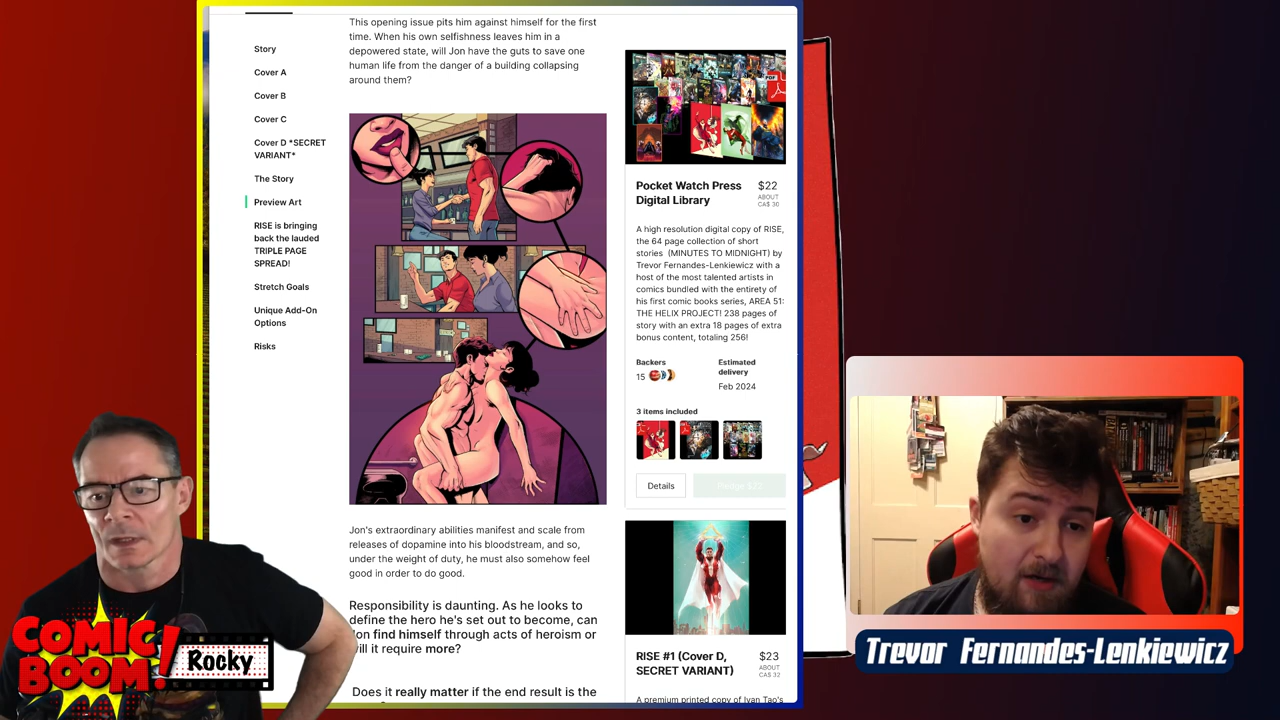 Story
Cover A
Cover B
Cover C
Cover D *SECRET
VARIANT*
The Story
Preview Art
RISE is bringing
back the lauded
TRIPLE PAGE
SPREAD!
Stretch Goals
Unique Add-On
Options
Risks
This opening issue pits him against himself for the first
time. When his own selfishness leaves him in a
depowered state, will Jon have the guts to save one
human life from the danger of a building collapsing
around them?
Jon's extraordinary abilities manifest and scale from
releases of dopamine into his bloodstream, and so,
under the weight of duty, he must also somehow feel
good in order to do good.
Responsibility is daunting. As he looks to
define the hero he's set out to become, can
Jon find himself through acts of heroism or
will it require more?
Does it really matter if the end result is the
PDF
Pocket Watch Press
Digital Library
$22
ABOUT
CA$ 30
A high resolution digital copy of RISE,
the 64 page collection of short
stories (MINUTES TO MIDNIGHT) by
Trevor Fernandes-Lenkiewicz with a
host of the most talented artists in
comics bundled with the entirety of
his first comic books series, AREA 51:
THE HELIX PROJECT! 238 pages of
story with an extra 18 pages of extra
bonus content, totaling 256!
Backers
15
Estimated
delivery
Feb 2024
3 items included
Details
Pledge $22
RISE #1 (Cover D,
SECRET VARIANT)
$23
ABOUT
CA$ 32
A premium printed copy of Ivan Tao's
COMIC
BOOM!
Rocky
Trevor Fernandes-Lenkiewicz